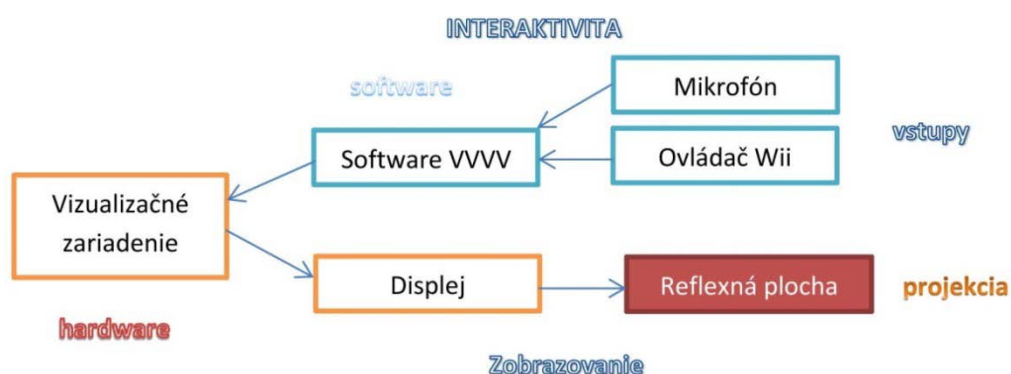 INTERAKTIVITA
software
Mikrofón
vstupy
Software VVVV
Ovládač Wii
Vizualizačné
zariadenie
Displej
Reflexná plocha
projekcia
hardware
Zobrazovanie